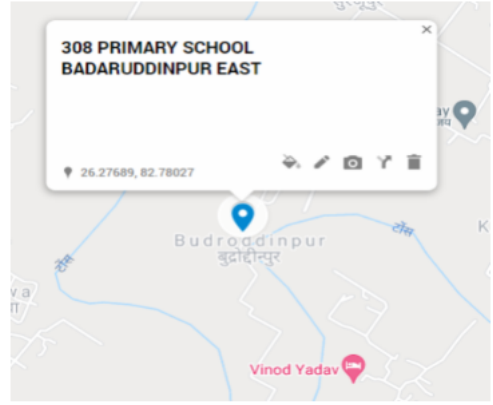 308 PRIMARY SCHOOL
BADARUDDINPUR EAST
26.27689, 82.78027
Budroddinpur
बुद्रोद्दीनपुर
टोंस
टोंस
Vinod Yadav